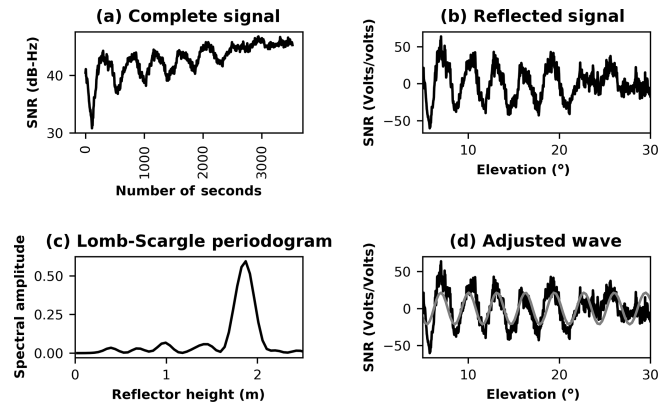 (a) Complete signal
SNR (dB-Hz)
40
30
0
1000
2000
3000
Number of seconds
(b) Reflected signal
SNR (Volts/volts)
50
0
−50
10
20
30
Elevation (°)
(c) Lomb-Scargle periodogram
Spectral amplitude
0.50
0.25
0.00
0
1
2
Reflector height (m)
(d) Adjusted wave
SNR (Volts/Volts)
50
0
−50
10
20
30
Elevation (°)